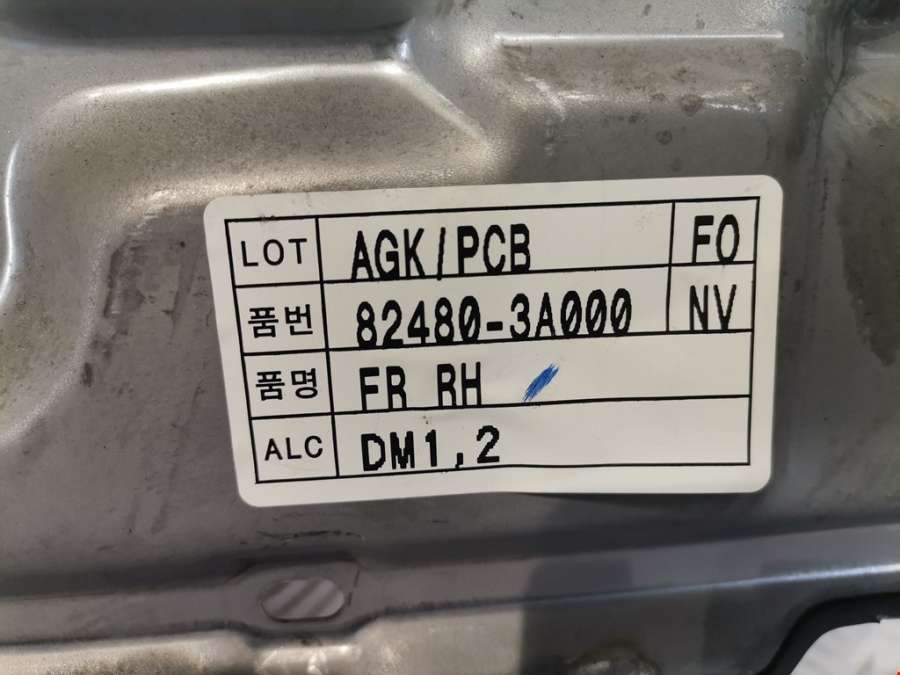 LOT AGK/PCB FO
품번 82480-3A000 NV
품명 FR RH
ALC DM1,2